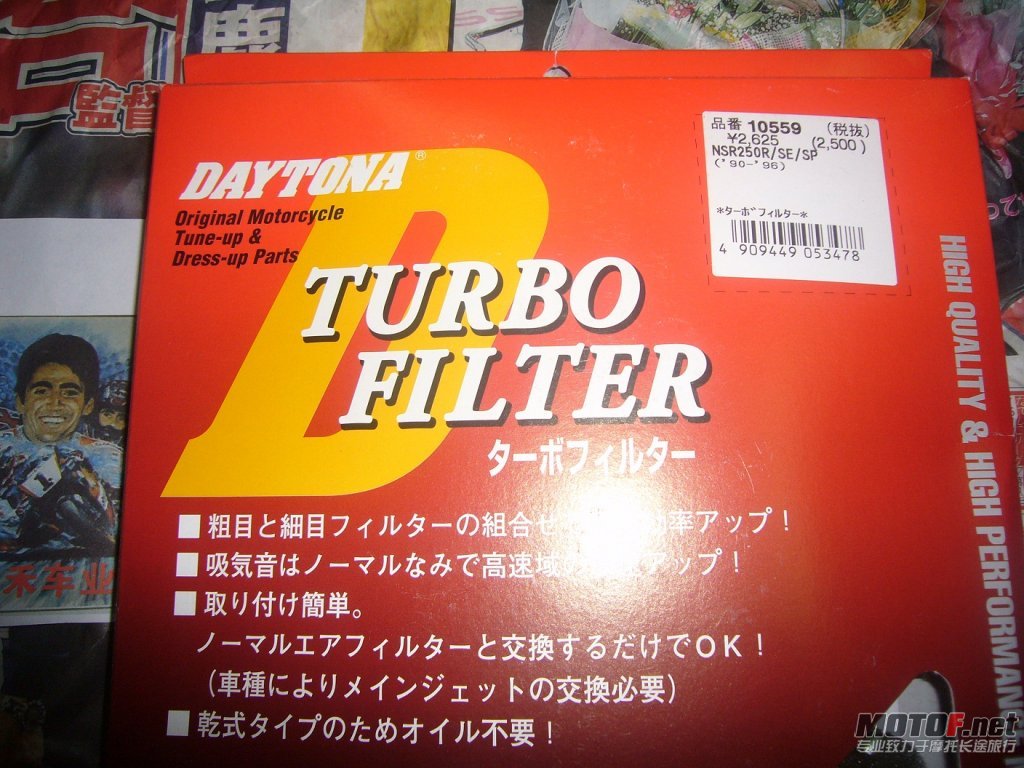 監督
DAYTONA®
Original Motorcycle
Tune-up &
Dress-up Parts
品番 10559 (税抜)
¥2,625 (2,500)
NSR250R/SE/SP
('90-'96)
*ターボフィルター*
4 909449 053478
TURBO
FILTER
ターボフィルター
■粗目と細目フィルターの組合せ 率アップ!
■吸気音はノーマルなみで高速域 アップ!
■取り付け簡単。
ノーマルエアフィルターと交換するだけでOK!
(車種によりメインジェットの交換必要)
■乾式タイプのためオイル不要!
HIGH QUALITY & HIGH PERFORMAN
禾车业
MOTOF.net
专业致力于摩托长途旅行